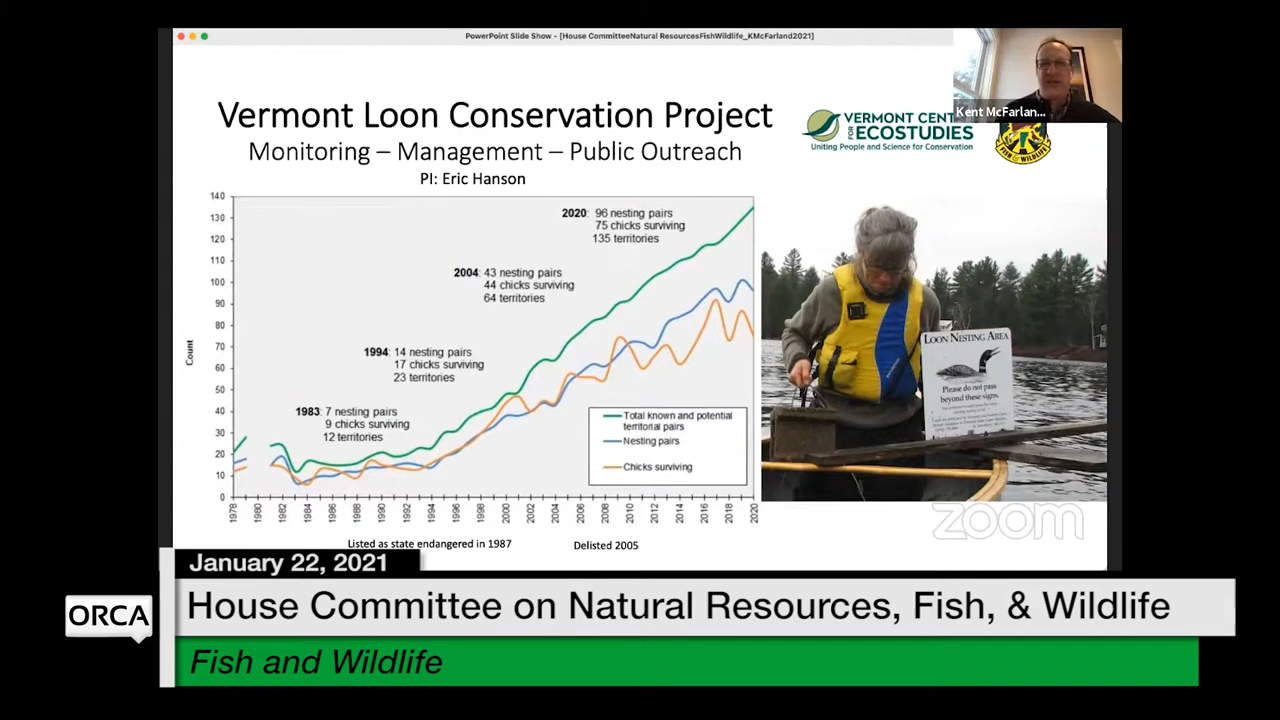 PowerPoint Slide Show - [House CommitteeNatural ResourcesFishWildlife_KMcFarland2021]
Kent McFarlan...
Vermont Loon Conservation Project
Monitoring – Management – Public Outreach
PI: Eric Hanson
VERMONT CENT
FOR ECOSTUDIES
Uniting People and Science for Conservation
FISH & WILDLIFE
140
130
120
110
100
90
80
70
60
50
40
30
20
10
0
Count
2020: 96 nesting pairs
75 chicks surviving
135 territories
2004: 43 nesting pairs
44 chicks surviving
64 territories
1994: 14 nesting pairs
17 chicks surviving
23 territories
1983: 7 nesting pairs
9 chicks surviving
12 territories
Total known and potential
territorial pairs
Nesting pairs
Chicks surviving
1978 1980 1982 1984 1986 1988 1990 1992 1994 1996 1998 2000 2002 2004 2006 2008 2010 2012 2014 2016 2018 2020
Listed as state endangered in 1987
Delisted 2005
LOON NESTING AREA
Please do not pass
beyond these signs.
zoom
January 22, 2021
ORCA
House Committee on Natural Resources, Fish, & Wildlife
Fish and Wildlife